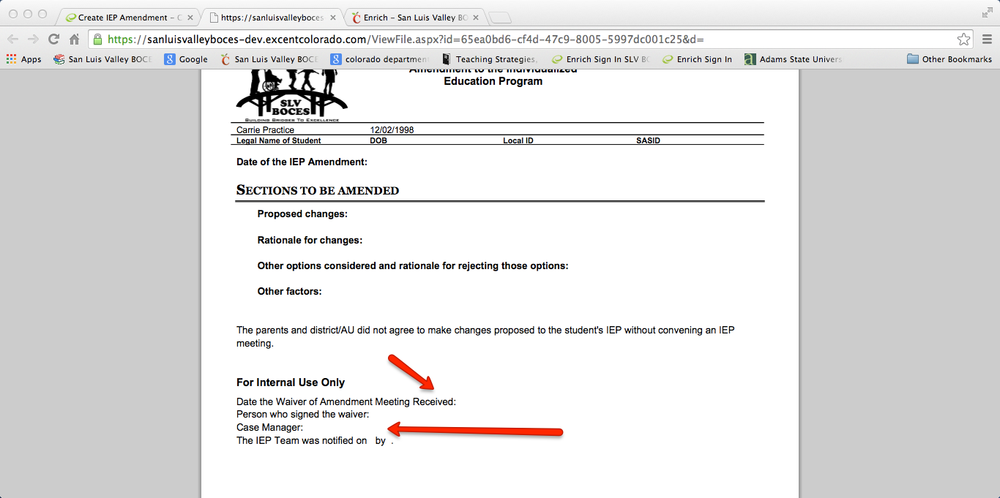 Create IEP Amendment – C
https://sanluisvalleyboces
Enrich – San Luis Valley BO
https://sanluisvalleyboces-dev.excentcolorado.com/ViewFile.aspx?id=65ea0bd6-cf4d-47c9-8005-5997dc001c25&d=
Apps San Luis Valley BOCE Google San Luis Valley BOCE colorado departmen Teaching Strategies, Enrich Sign In SLV BO Enrich Sign In Adams State Univers Other Bookmarks
Amendment to the Individualized
Education Program
SLV
BOCES
BUILDING BRIDGES TO EXCELLENCE
Carrie Practice 12/02/1998
Legal Name of Student DOB Local ID SASID
Date of the IEP Amendment:
SECTIONS TO BE AMENDED
Proposed changes:
Rationale for changes:
Other options considered and rationale for rejecting those options:
Other factors:
The parents and district/AU did not agree to make changes proposed to the student's IEP without convening an IEP
meeting.
For Internal Use Only
Date the Waiver of Amendment Meeting Received:
Person who signed the waiver:
Case Manager:
The IEP Team was notified on by .